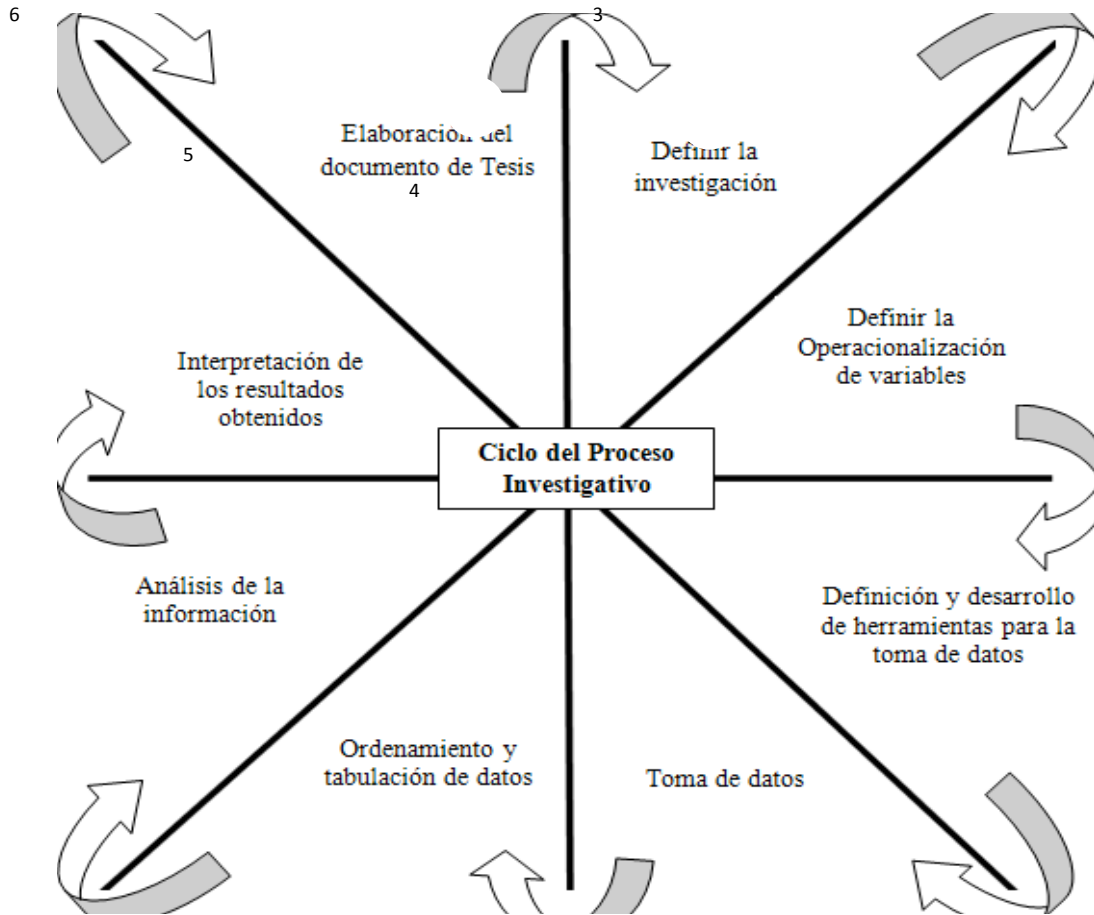 6
3
Elaboración del
documento de Tesis
5
4
Definir la
investigación
Definir la
Operacionalización
de variables
Interpretación de
los resultados
obtenidos
Ciclo del Proceso
Investigativo
Análisis de la
información
Definición y desarrollo
de herramientas para la
toma de datos
Ordenamiento y
tabulación de datos
Toma de datos